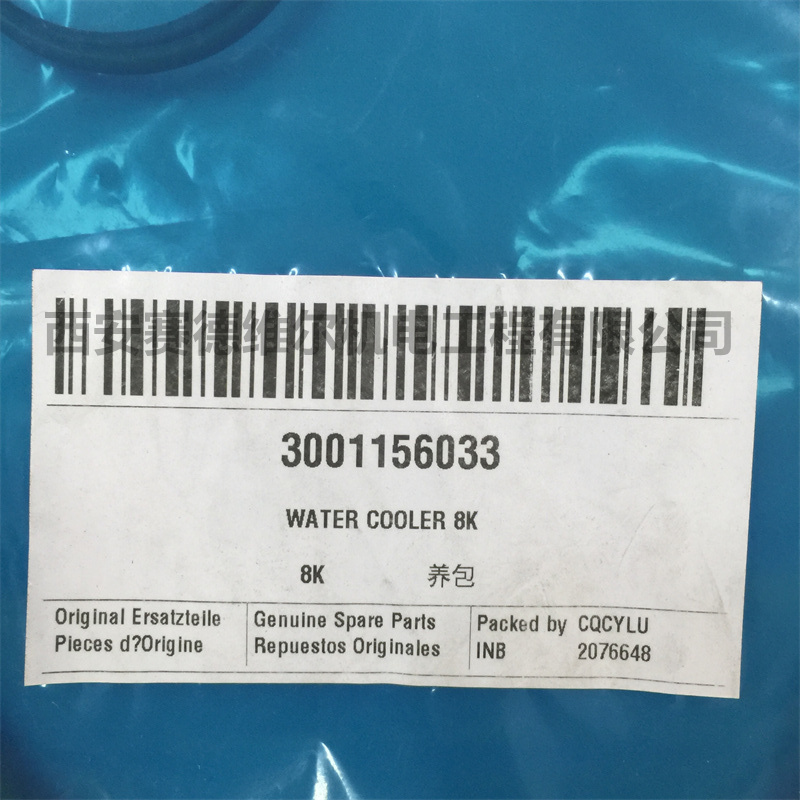 西安赛德维尔机电工程有限公司
3001156033
WATER COOLER 8K
8K 养包
Original Ersatzteile
Pieces d?Origine
Genuine Spare Parts
Repuestos Originales
Packed by CQCYLU
INB 2076648